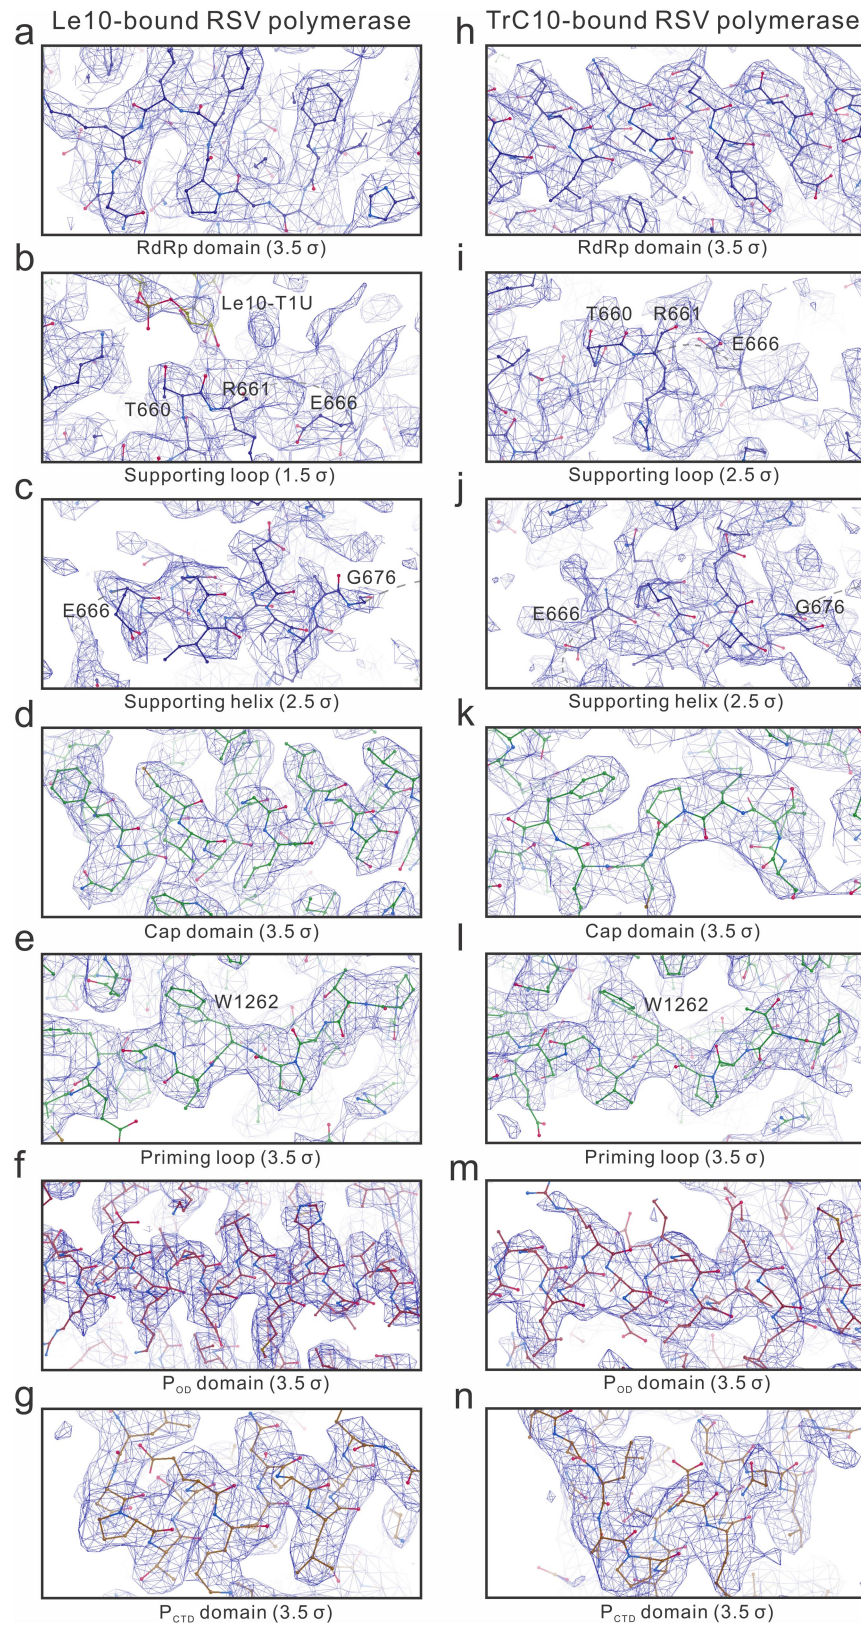 Le10-bound RSV polymerase
a
RdRp domain (3.5 σ)
b
Le10-T1U
T660
R661
E666
Supporting loop (1.5 σ)
c
E666
G676
Supporting helix (2.5 σ)
d
Cap domain (3.5 σ)
e
W1262
Priming loop (3.5 σ)
f
POD domain (3.5 σ)
g
PCTD domain (3.5 σ)
TrC10-bound RSV polymerase
h
RdRp domain (3.5 σ)
i
T660
R661
E666
Supporting loop (2.5 σ)
j
E666
G676
Supporting helix (2.5 σ)
k
Cap domain (3.5 σ)
l
W1262
Priming loop (3.5 σ)
m
POD domain (3.5 σ)
n
PCTD domain (3.5 σ)